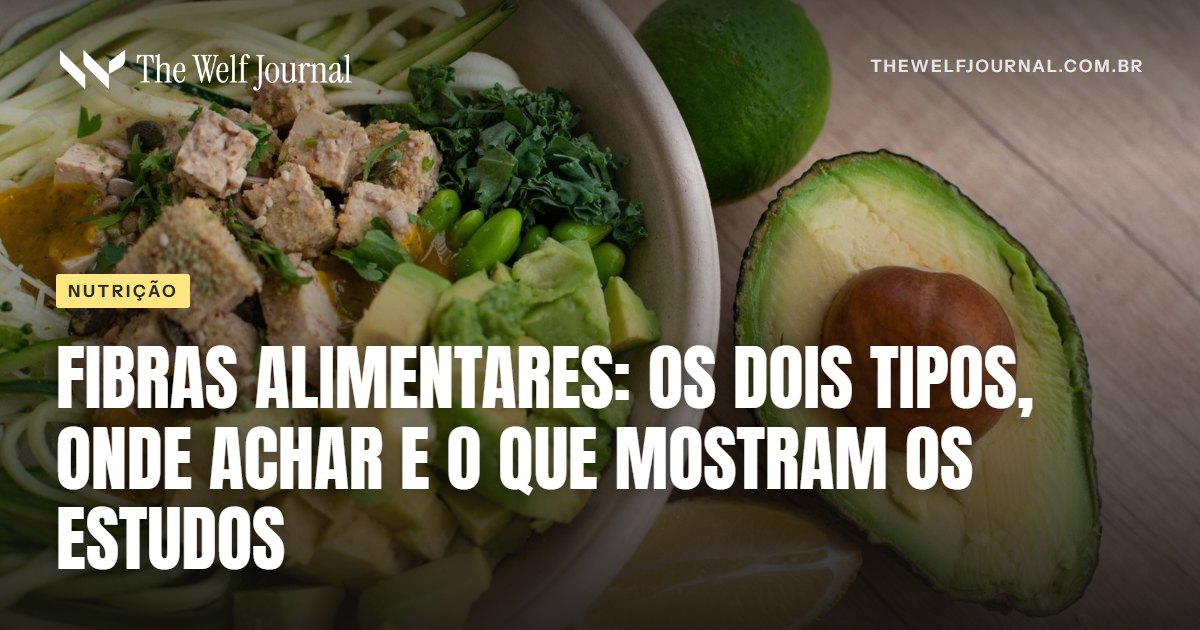 The Welf Journal
THEWELFJOURNAL.COM.BR
NUTRIÇÃO
FIBRAS ALIMENTARES: OS DOIS TIPOS,
ONDE ACHAR E O QUE MOSTRAM OS
ESTUDOS